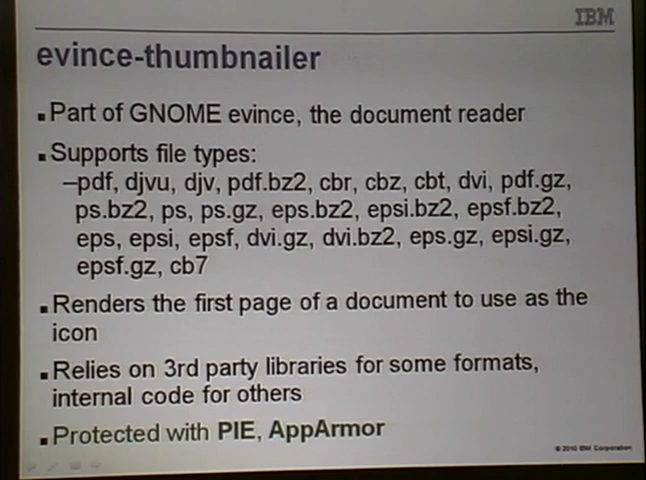 IBM
evince-thumbnailer
▪Part of GNOME evince, the document reader
▪Supports file types:
–pdf, djvu, djv, pdf.bz2, cbr, cbz, cbt, dvi, pdf.gz,
ps.bz2, ps, ps.gz, eps.bz2, epsi.bz2, epsf.bz2,
eps, epsi, epsf, dvi.gz, dvi.bz2, eps.gz, epsi.gz,
epsf.gz, cb7
▪Renders the first page of a document to use as the
icon
▪Relies on 3rd party libraries for some formats,
internal code for others
▪Protected with PIE, AppArmor
© 2010 IBM Corporation